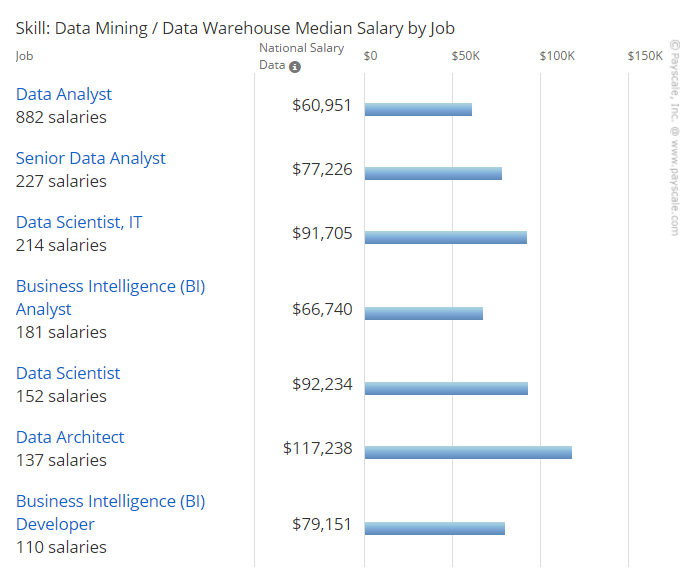 Skill: Data Mining / Data Warehouse Median Salary by Job
Job
National Salary
Data
$0
$50K
$100K
$150K
Data Analyst
882 salaries
$60,951
Senior Data Analyst
227 salaries
$77,226
Data Scientist, IT
214 salaries
$91,705
Business Intelligence (BI)
Analyst
181 salaries
$66,740
Data Scientist
152 salaries
$92,234
Data Architect
137 salaries
$117,238
Business Intelligence (BI)
Developer
110 salaries
$79,151
© Payscale, Inc. @ www.payscale.com